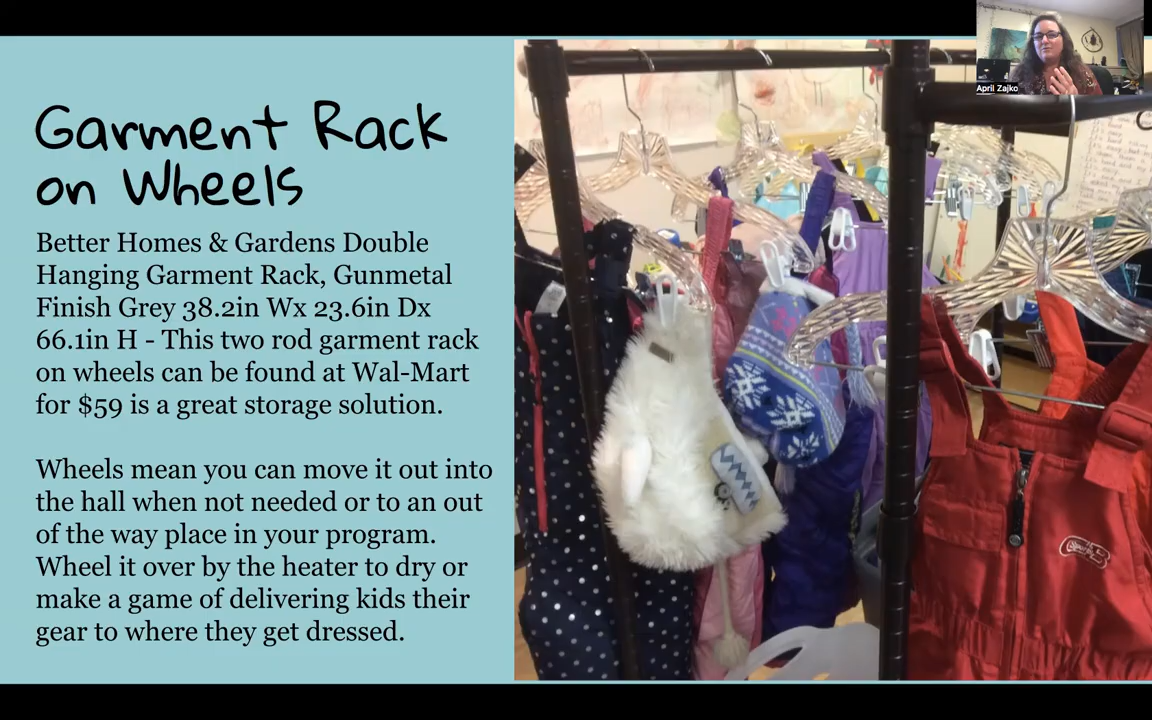 Garment Rack
on Wheels
Better Homes & Gardens Double
Hanging Garment Rack, Gunmetal
Finish Grey 38.2in Wx 23.6in Dx
66.1in H - This two rod garment rack
on wheels can be found at Wal-Mart
for $59 is a great storage solution.
Wheels mean you can move it out into
the hall when not needed or to an out
of the way place in your program.
Wheel it over by the heater to dry or
make a game of delivering kids their
gear to where they get dressed.
April Zajko